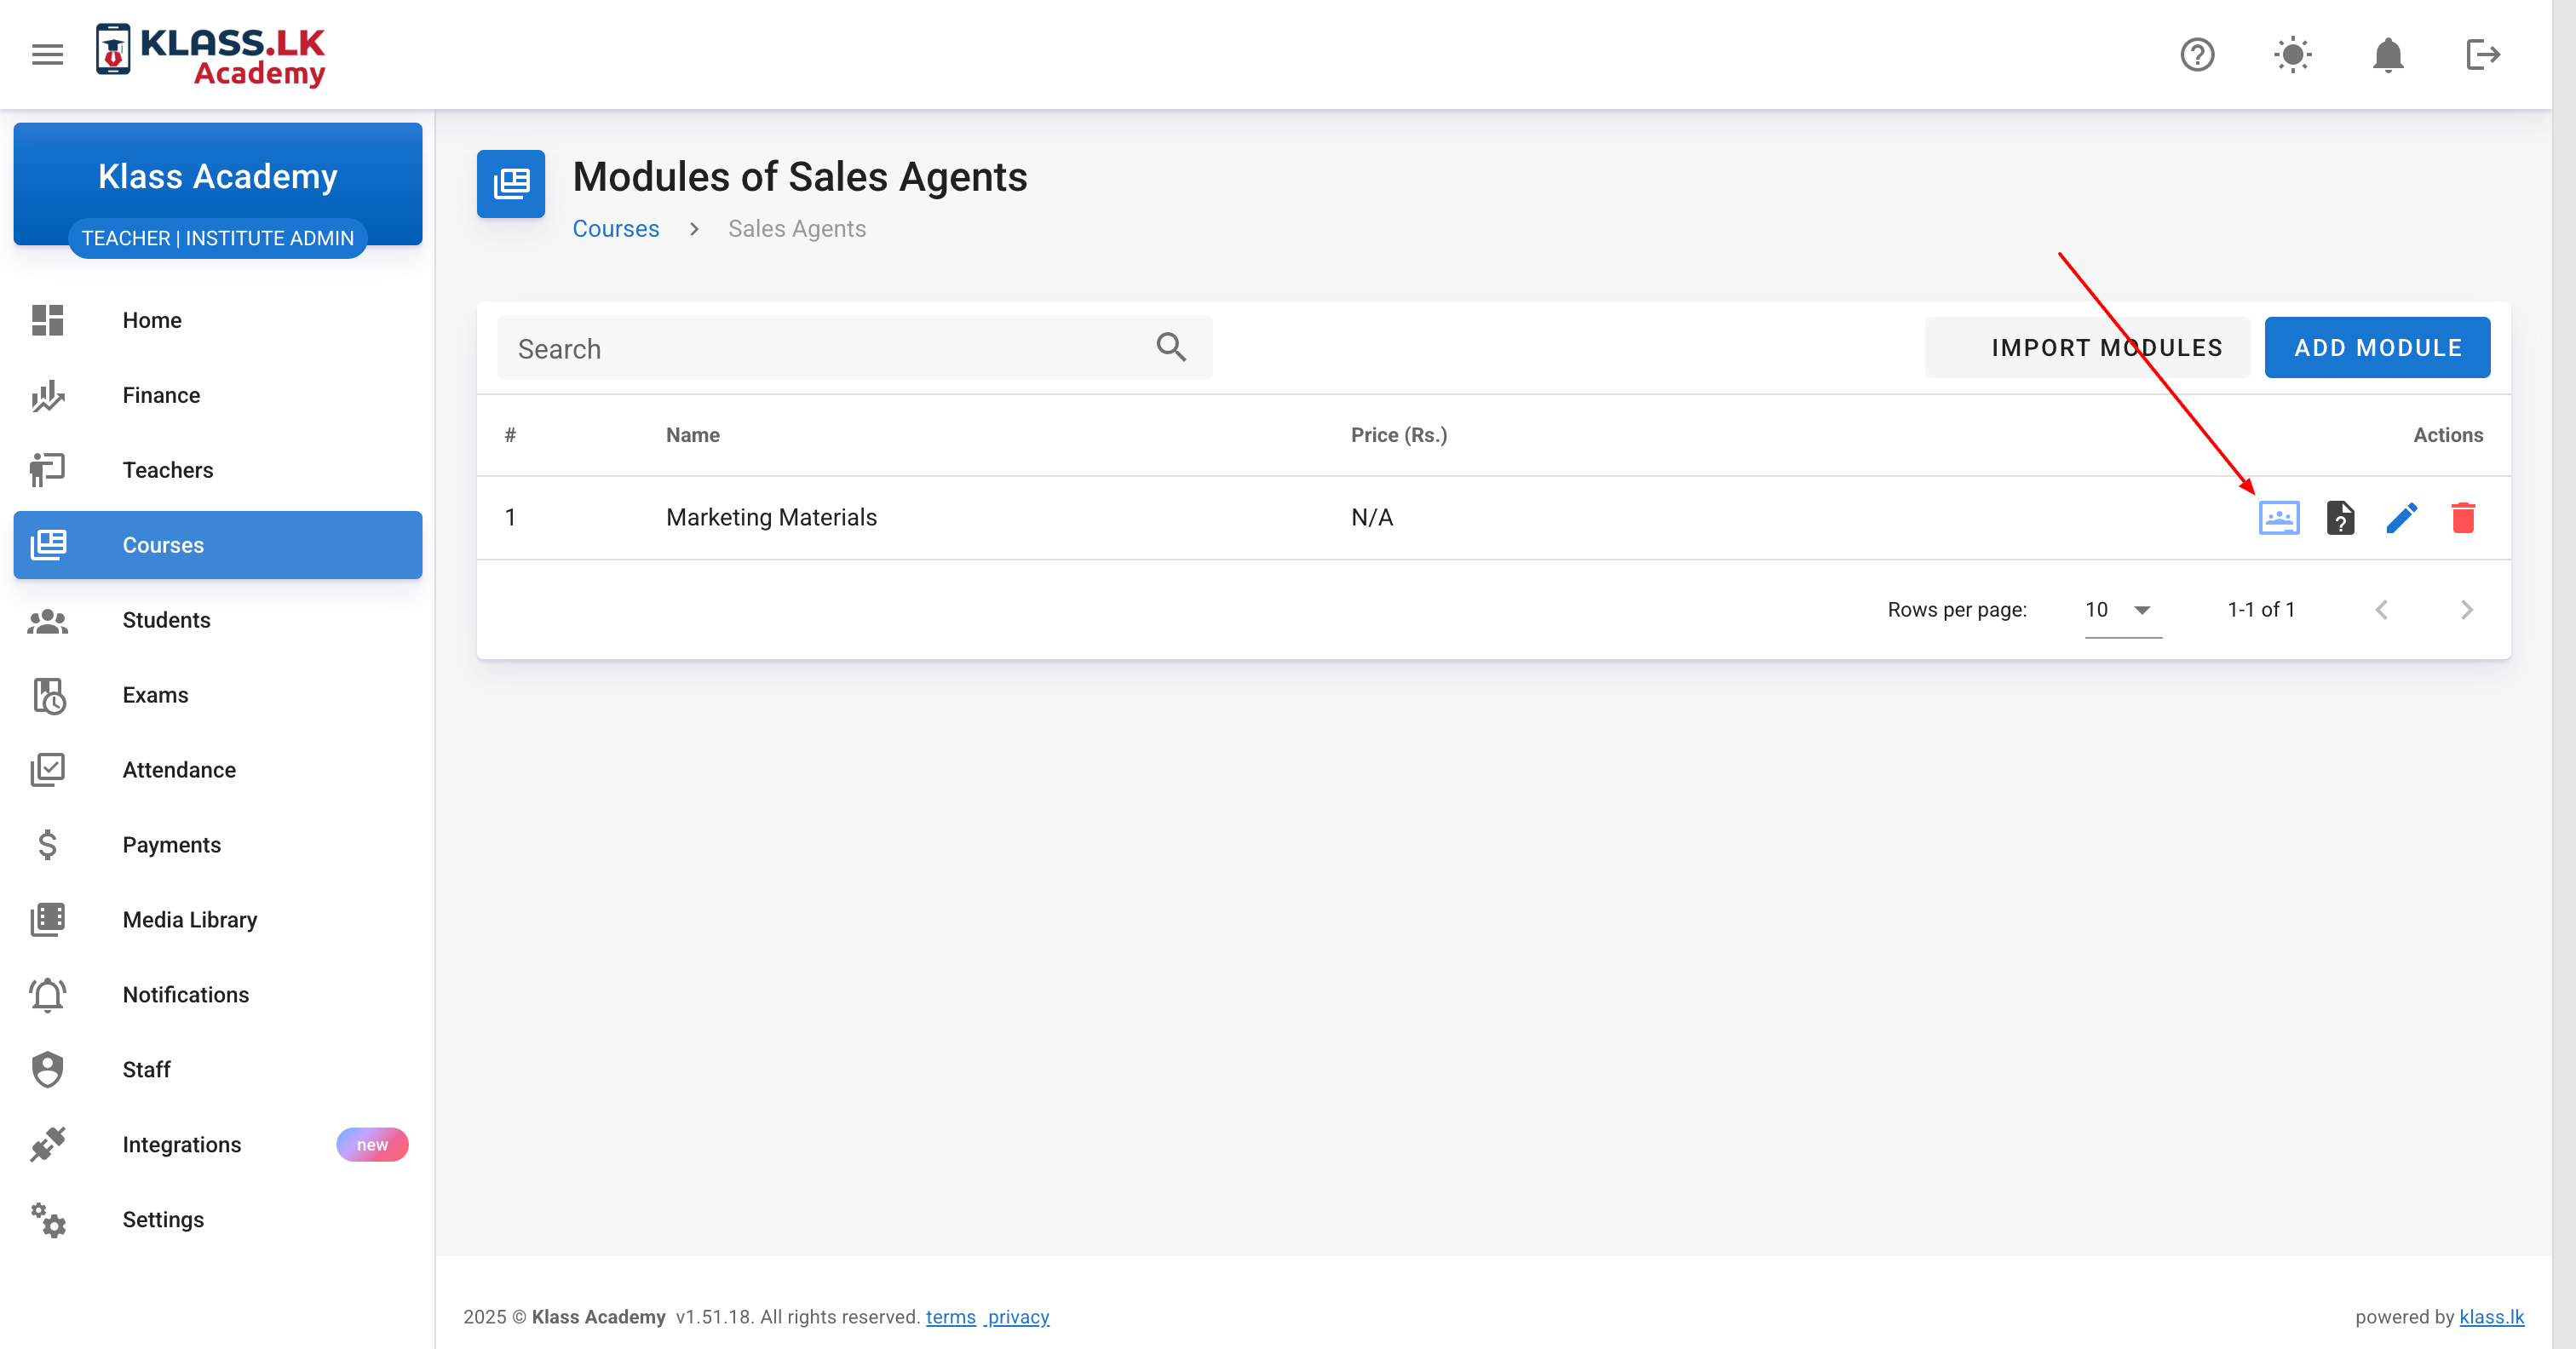 KLASS.LK
Academy
Klass Academy
TEACHER | INSTITUTE ADMIN
Home
Finance
Teachers
Courses
Students
Exams
Attendance
Payments
Media Library
Notifications
Staff
Integrations new
Settings
Modules of Sales Agents
Courses > Sales Agents
Search
IMPORT MODULES ADD MODULE
# Name Price (Rs.) Actions
1 Marketing Materials N/A
Rows per page: 10 1-1 of 1
2025 © Klass Academy v1.51.18. All rights reserved. terms privacy
powered by klass.lk